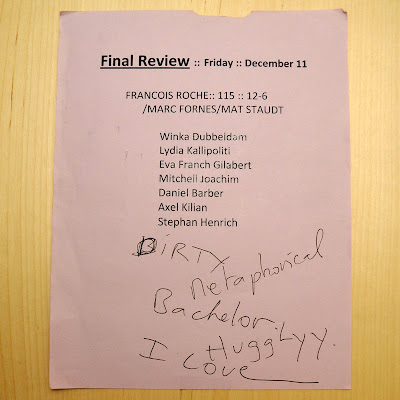 Final Review :: Friday :: December 11
FRANCOIS ROCHE:: 115 :: 12-6
/MARC FORNES/MAT STAUDT
Winka Dubbeldam
Lydia Kallipoliti
Eva Franch Gilabert
Mitchell Joachim
Daniel Barber
Axel Kilian
Stephan Henrich
DIRTY
Metaphorical
Bachelor.
HuggLyy.
I Love